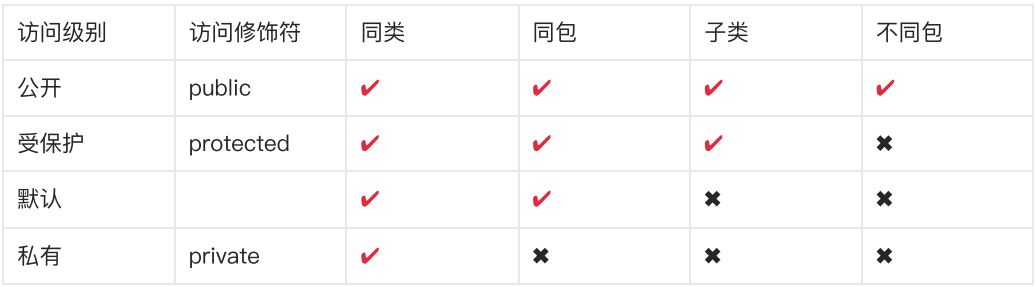 访问级别 访问修饰符 同类 同包 子类 不同包
公开 public ✔ ✔ ✔ ✔
受保护 protected ✔ ✔ ✔ ✖
默认 ✔ ✔ ✖ ✖
私有 private ✔ ✖ ✖ ✖